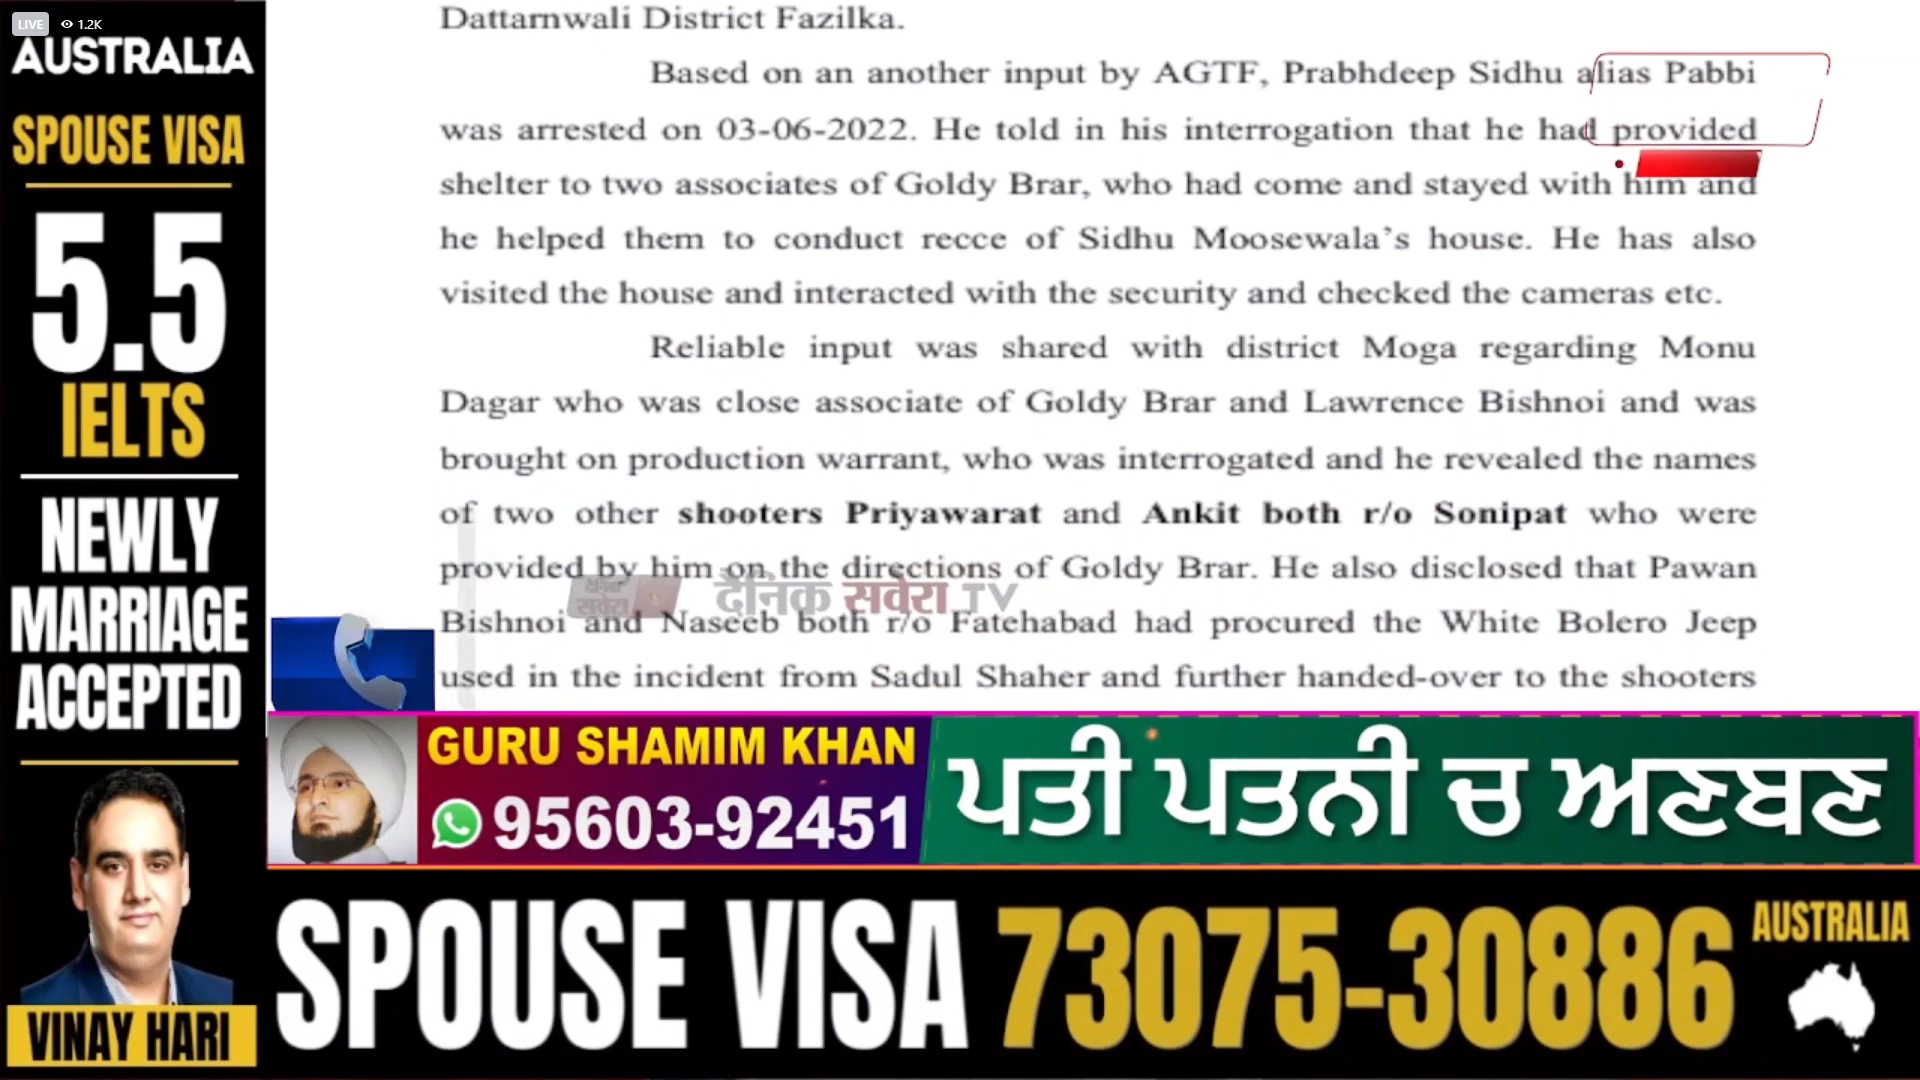 LIVE 1.2K
AUSTRALIA
SPOUSE VISA
5.5
IELTS
NEWLY
MARRIAGE
ACCEPTED
VINAY HARI
Dattarnwali District Fazilka.
Based on an another input by AGTF, Prabhdeep Sidhu alias Pabbi
was arrested on 03-06-2022. He told in his interrogation that he had provided
shelter to two associates of Goldy Brar, who had come and stayed with him and
he helped them to conduct recce of Sidhu Moosewala’s house. He has also
visited the house and interacted with the security and checked the cameras etc.
Reliable input was shared with district Moga regarding Monu
Dagar who was close associate of Goldy Brar and Lawrence Bishnoi and was
brought on production warrant, who was interrogated and he revealed the names
of two other shooters Priyawarat and Ankit both r/o Sonipat who were
provided by him on the directions of Goldy Brar. He also disclosed that Pawan
दैनिक सवेरा TV
Bishnoi and Naseeb both r/o Fatehabad had procured the White Bolero Jeep
used in the incident from Sadul Shaher and further handed-over to the shooters
GURU SHAMIM KHAN
95603-92451
ਪਤੀ ਪਤਨੀ ਚ ਅਣਬਣ
SPOUSE VISA 73075-30886
AUSTRALIA